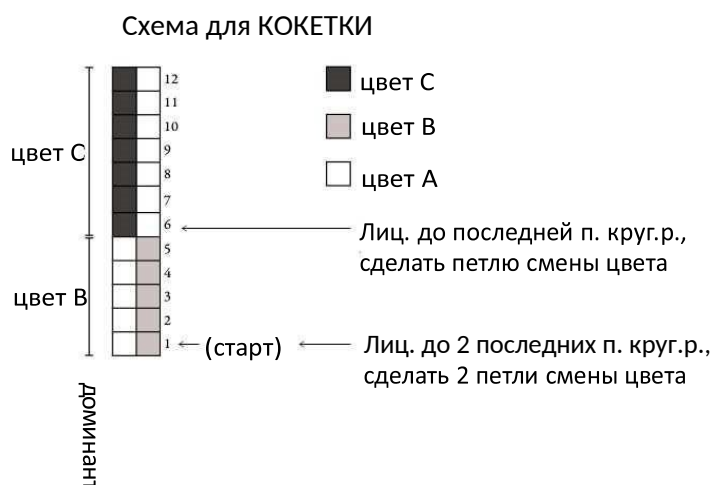 Схема для КОКЕТКИ
12
11
10
9
8
7
6
5
4
3
2
1
цвет С
цвет В
доминант
(старт)
цвет С
цвет В
цвет А
Лиц. до последней п. круг.р.,
сделать петлю смены цвета
Лиц. до 2 последних п. круг.р.,
сделать 2 петли смены цвета